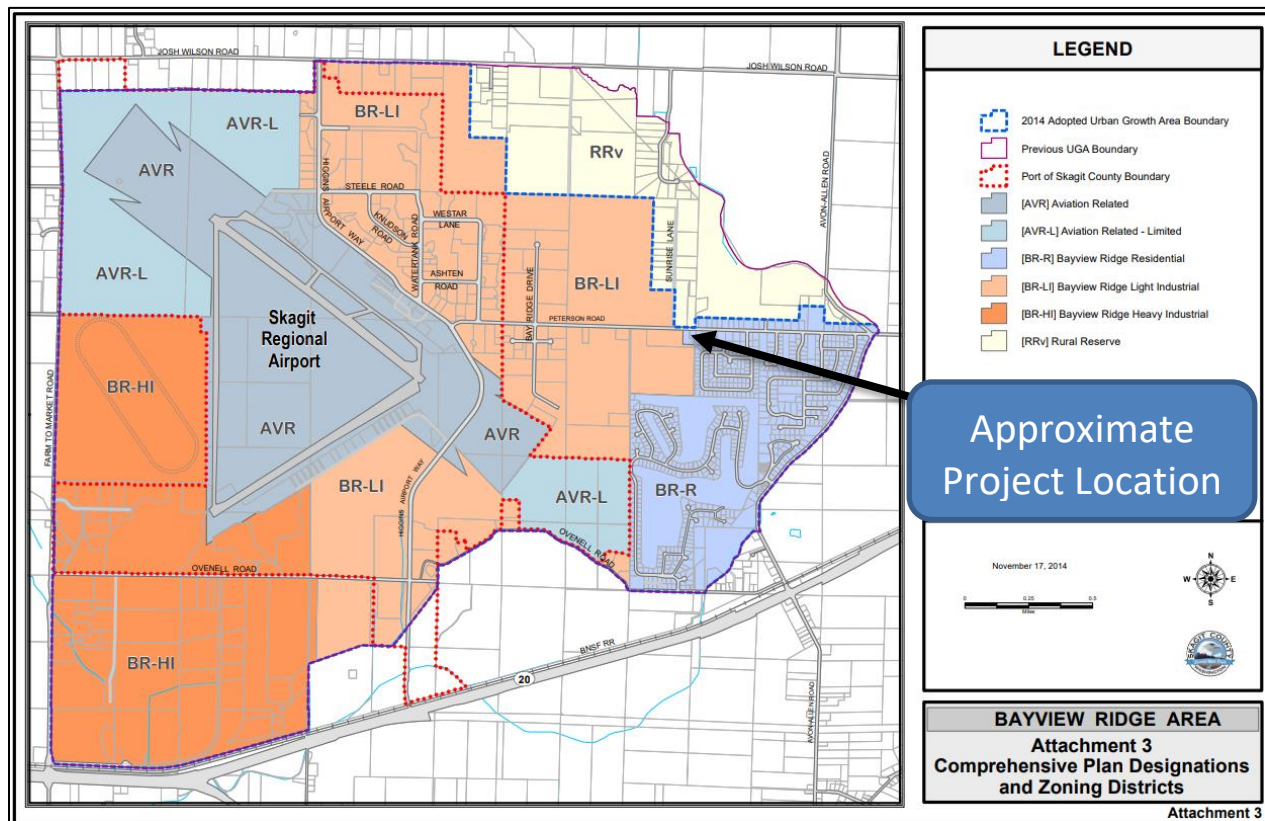 JOSH WILSON ROAD
JOSH WILSON ROAD
BR-LI
AVR-L
AVR
RRv
AVON-ALLEN ROAD
HIGGINS AIRPORT WAY
STEELE ROAD
KNUDSON ROAD
WATERTANK ROAD
WESTAR LANE
ASHTEN ROAD
SUNRISE LANE
BAY RIDGE DRIVE
AVR-L
BR-LI
PETERSON ROAD
Skagit
Regional
Airport
BR-HI
FARM TO MARKET ROAD
AVR
AVR
BR-LI
HIGGINS AIRPORT WAY
AVR-L
BR-R
OVENELL ROAD
OVENELL ROAD
BR-HI
BNSF RR
20
AVON-ALLEN ROAD
LEGEND
2014 Adopted Urban Growth Area Boundary
Previous UGA Boundary
Port of Skagit County Boundary
[AVR] Aviation Related
[AVR-L] Aviation Related - Limited
[BR-R] Bayview Ridge Residential
[BR-LI] Bayview Ridge Light Industrial
[BR-HI] Bayview Ridge Heavy Industrial
[RRv] Rural Reserve
Approximate
Project Location
November 17, 2014
N
W E
S
0 0.25 0.5
Miles
SKAGIT COUNTY
BAYVIEW RIDGE AREA
Attachment 3
Comprehensive Plan Designations
and Zoning Districts
Attachment 3